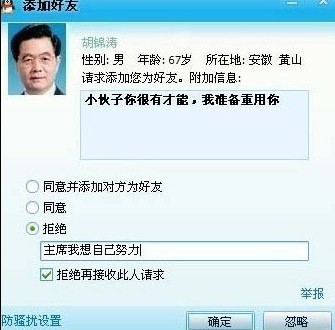 添加好友
胡锦涛
性别: 男 年龄: 67岁 所在地: 安徽 黄山
请求添加您为好友。附加信息:
小伙子你很有才能，我准备重用你
同意并添加对方为好友
同意
拒绝
主席我想自己努力
拒绝再接收此人请求
举报
防骚扰设置
确定
忽略